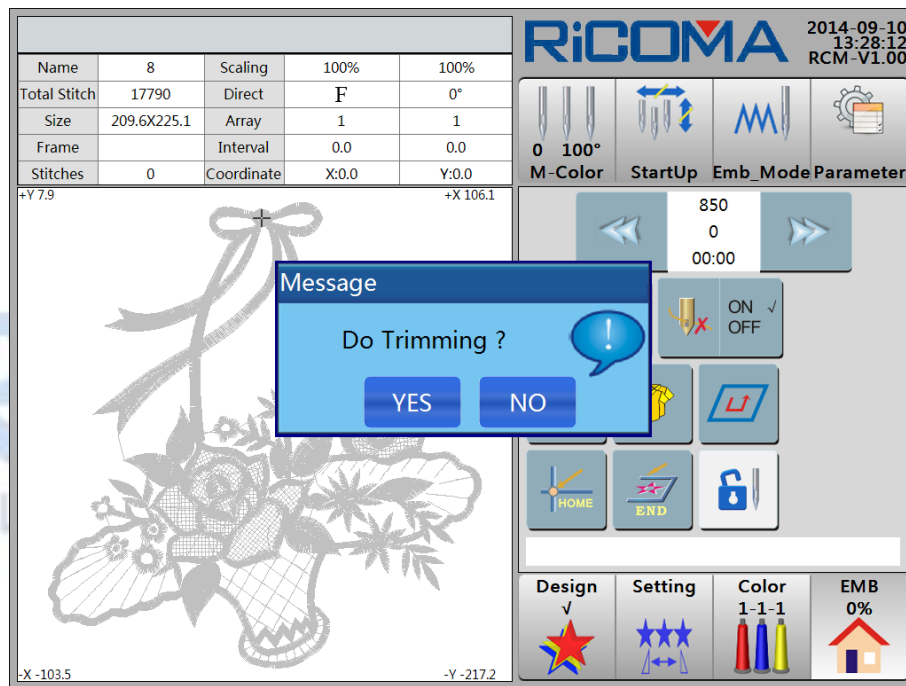 RiCOMA
2014-09-10
13:28:12
RCM-V1.00
Name 8 Scaling 100% 100%
Total Stitch 17790 Direct F 0°
Size 209.6X225.1 Array 1 1
Frame Interval 0.0 0.0
Stitches 0 Coordinate X:0.0 Y:0.0
0 100°
M-Color StartUp Emb_Mode Parameter
+Y 7.9 +X 106.1
850
0
00:00
Message
Do Trimming ?
YES NO
ON √
OFF
HOME
END
Design Setting Color EMB
√ 1-1-1 0%
-X -103.5 -Y -217.2